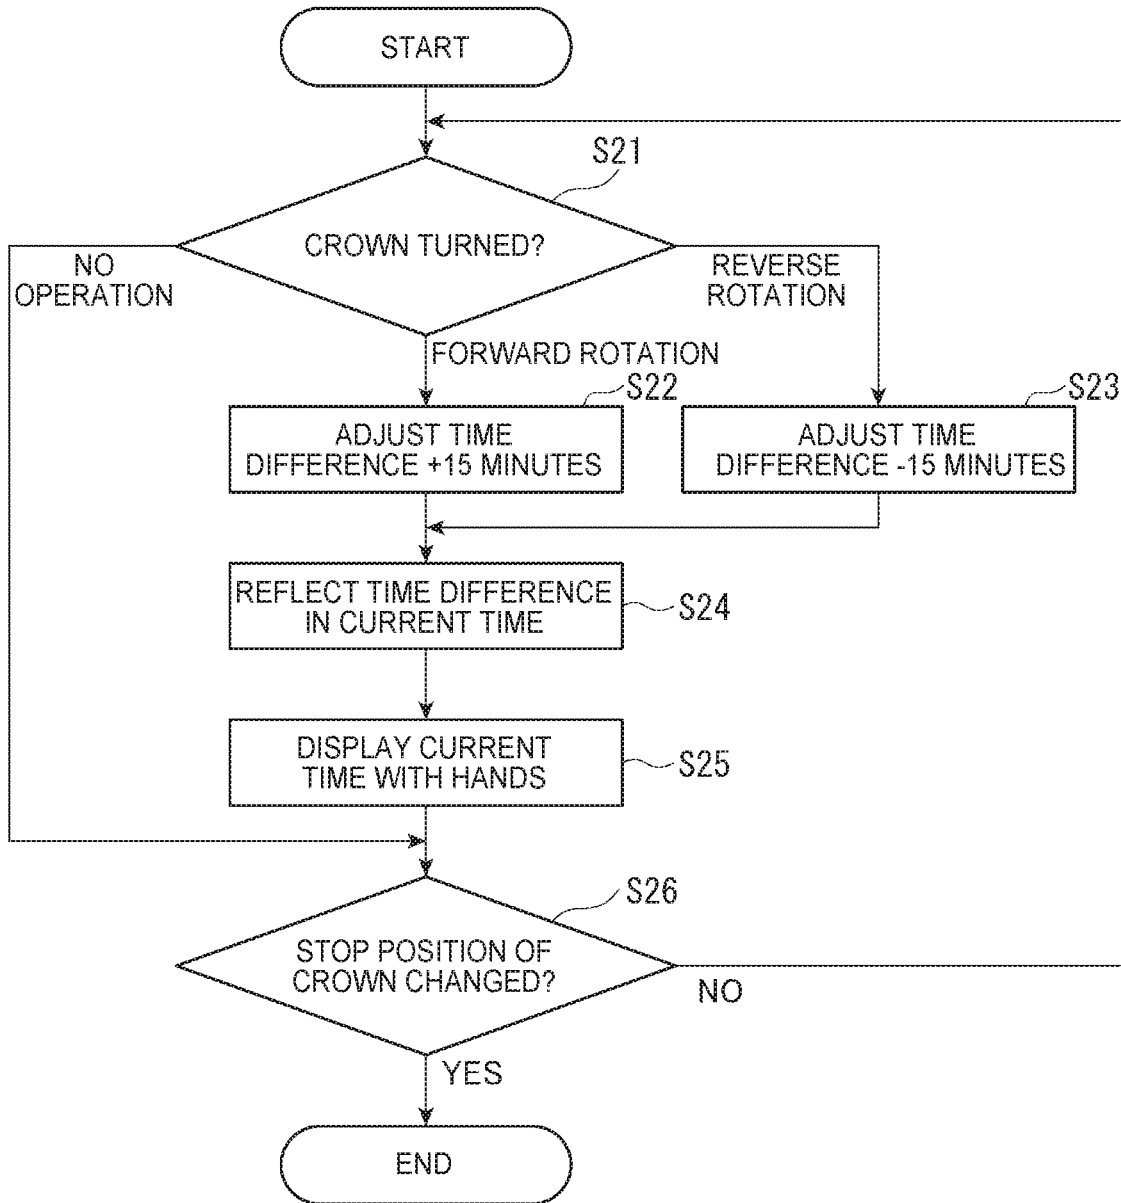 START
S21
CROWN TURNED?
NO
OPERATION
REVERSE
ROTATION
FORWARD ROTATION
S22
S23
ADJUST TIME
DIFFERENCE +15 MINUTES
ADJUST TIME
DIFFERENCE -15 MINUTES
REFLECT TIME DIFFERENCE
IN CURRENT TIME
S24
DISPLAY CURRENT
TIME WITH HANDS
S25
S26
STOP POSITION OF
CROWN CHANGED?
NO
YES
END